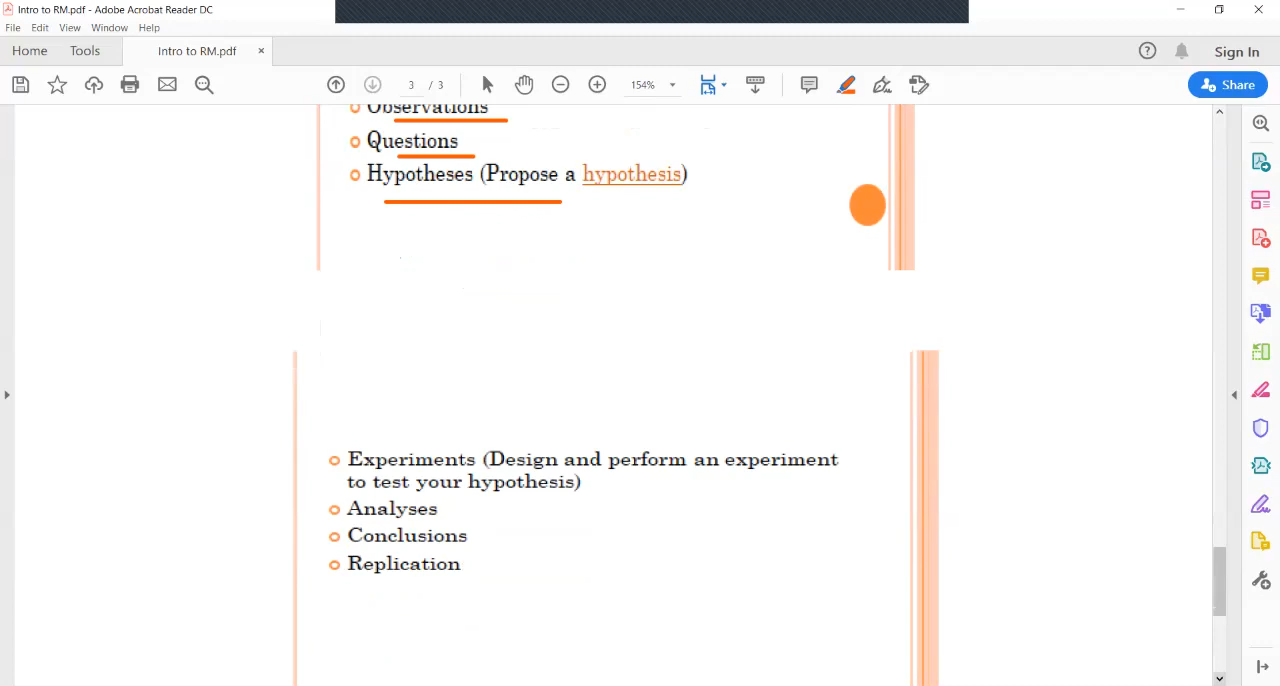 Intro to RM.pdf - Adobe Acrobat Reader DC
File Edit View Window Help
Home Tools Intro to RM.pdf × Sign In
3 / 3 154% Share
Observations
Questions
Hypotheses (Propose a hypothesis)
Experiments (Design and perform an experiment
to test your hypothesis)
Analyses
Conclusions
Replication